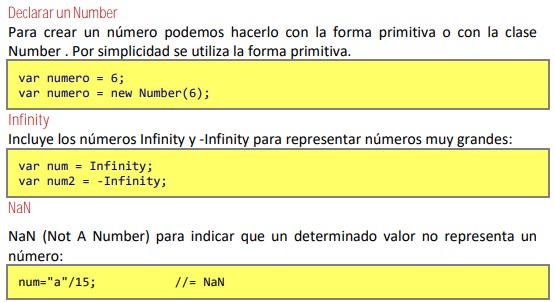 Declarar un Number
Para crear un número podemos hacerlo con la forma primitiva o con la clase
Number . Por simplicidad se utiliza la forma primitiva.
var numero = 6;
var numero = new Number(6);
Infinity
Incluye los números Infinity y -Infinity para representar números muy grandes:
var num = Infinity;
var num2 = -Infinity;
NaN
NaN (Not A Number) para indicar que un determinado valor no representa un
número:
num="a"/15; //= NaN